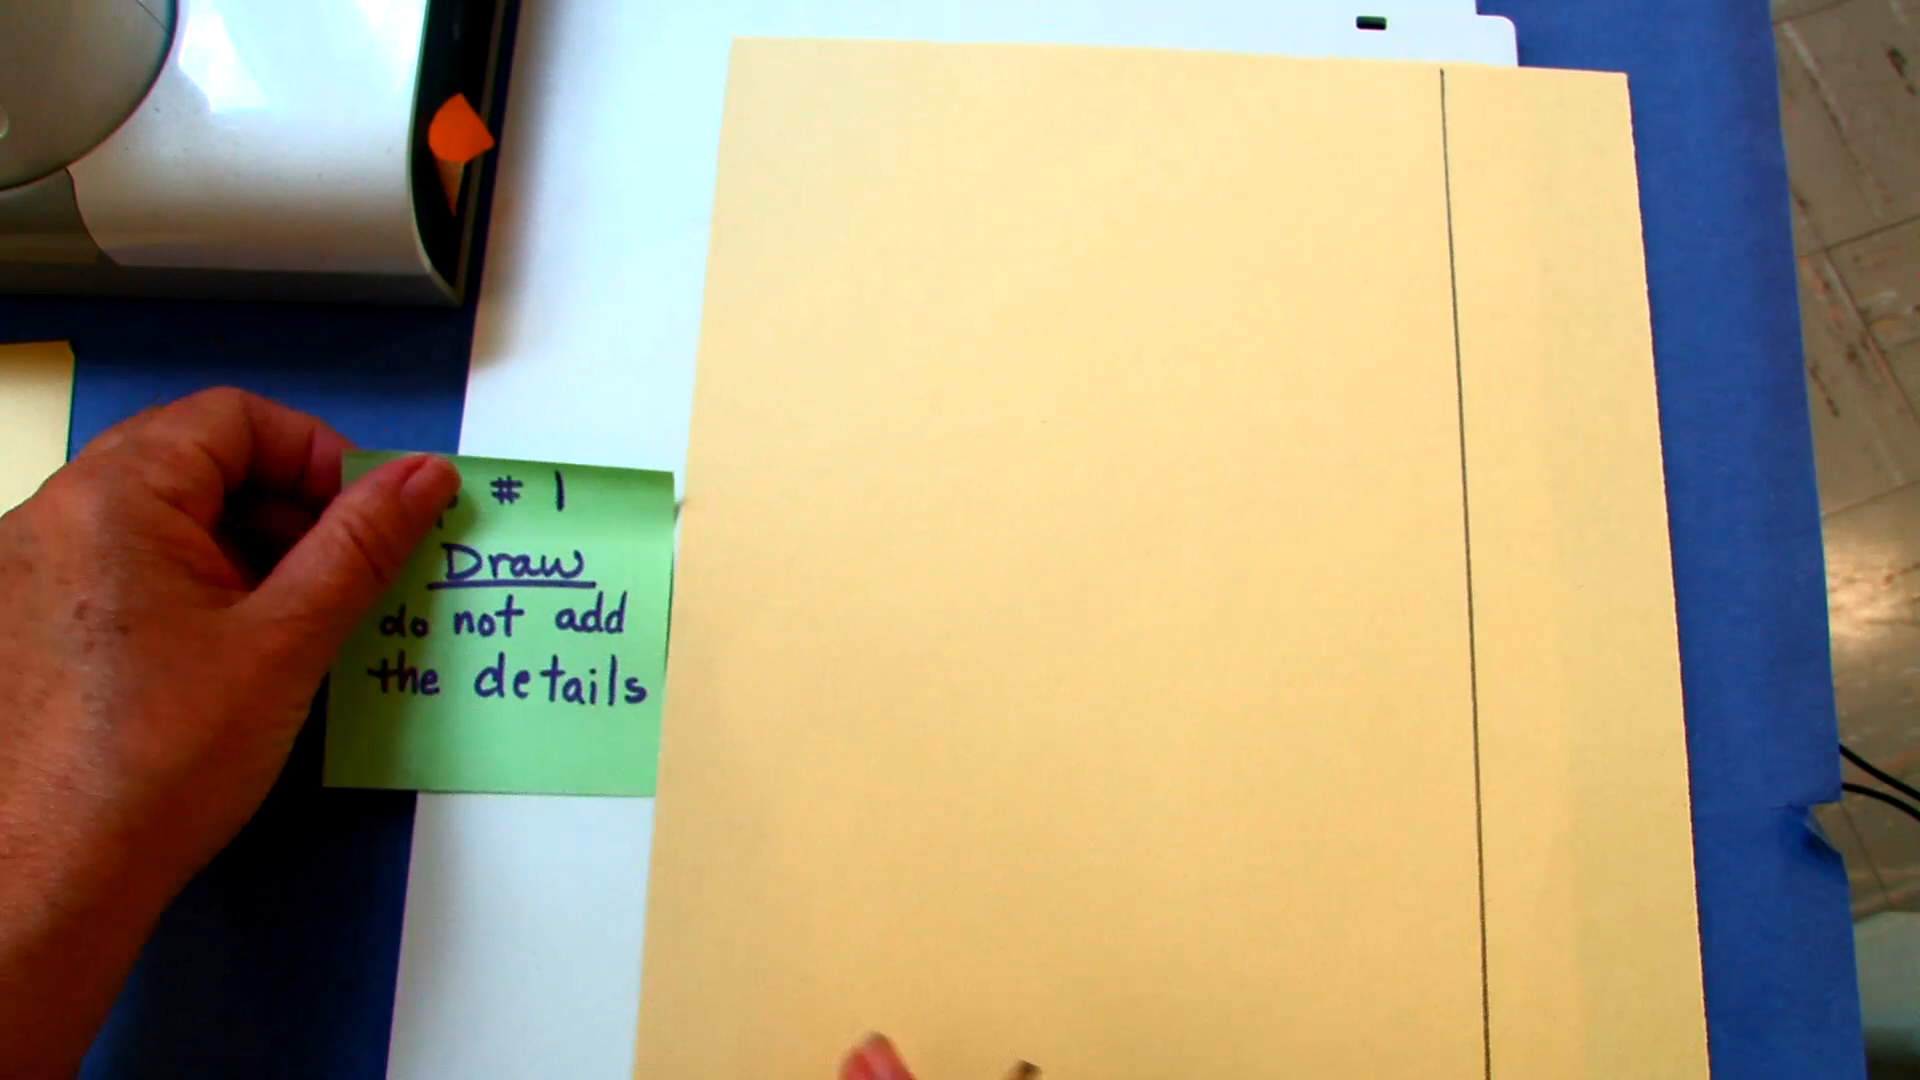 # 1
Draw
do not add
the details